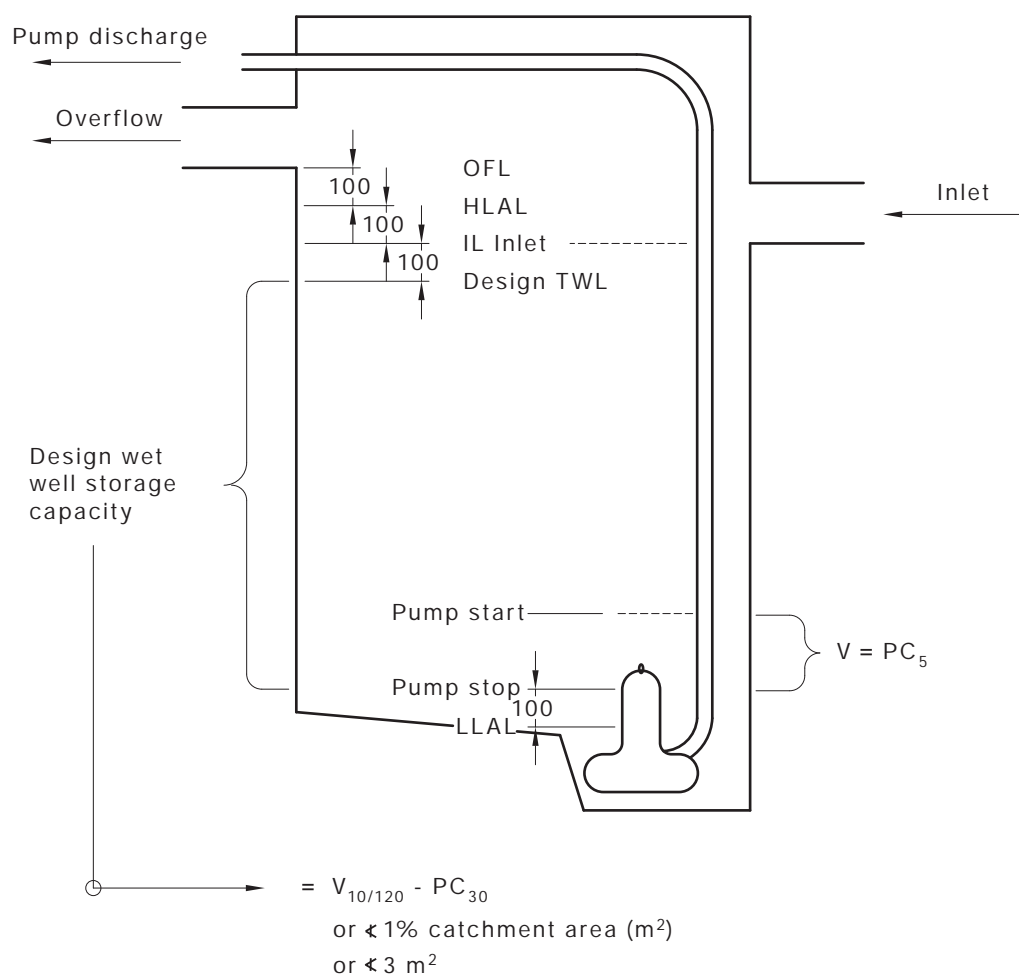 Pump discharge
Overflow
Inlet
100
OFL
100
HLAL
100
IL Inlet
Design TWL
Design wet
well storage
capacity
Pump start
V = PC₅
Pump stop
100
LLAL
= V₁₀/₁₂₀ - PC₃₀
or ≮ 1% catchment area (m²)
or ≮ 3 m²